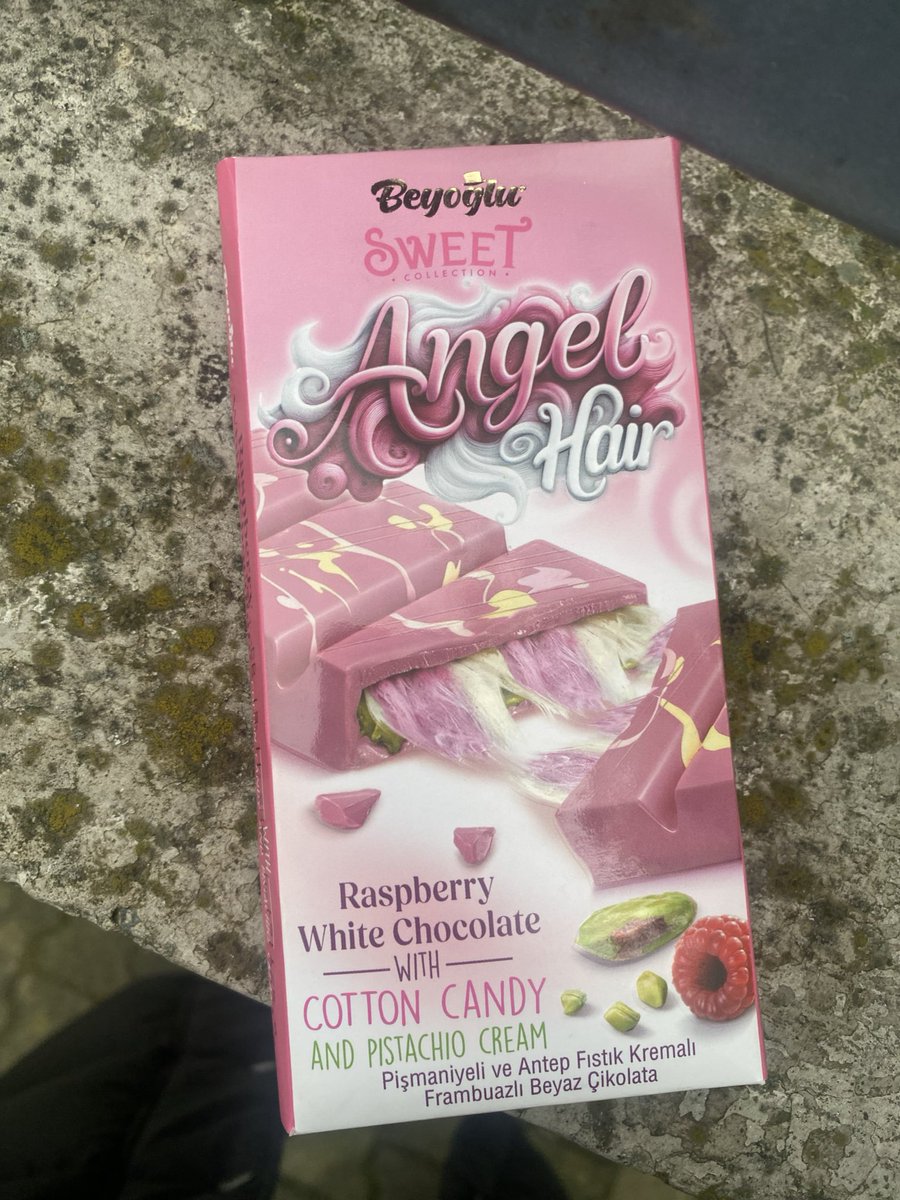 Beyoğlu
SWEET
• COLLECTION •
Angel
Hair
Raspberry
White Chocolate
WITH
COTTON CANDY
AND PISTACHIO CREAM
Pişmaniyeli ve Antep Fıstık Kremalı
Frambuazlı Beyaz Çikolata